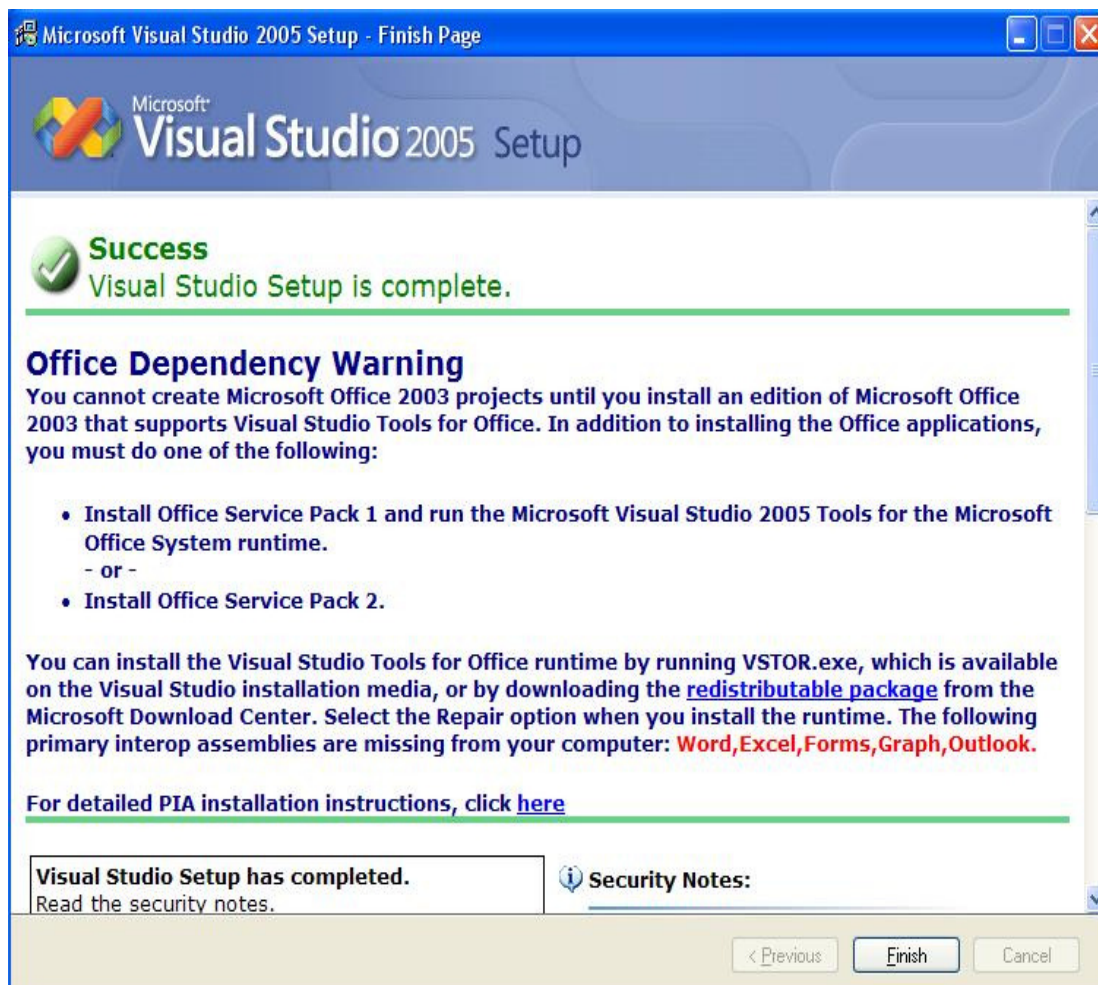 Microsoft Visual Studio 2005 Setup - Finish Page
Microsoft
Visual Studio 2005 Setup
Success
Visual Studio Setup is complete.
Office Dependency Warning
You cannot create Microsoft Office 2003 projects until you install an edition of Microsoft Office
2003 that supports Visual Studio Tools for Office. In addition to installing the Office applications,
you must do one of the following:
• Install Office Service Pack 1 and run the Microsoft Visual Studio 2005 Tools for the Microsoft
Office System runtime.
- or -
• Install Office Service Pack 2.
You can install the Visual Studio Tools for Office runtime by running VSTOR.exe, which is available
on the Visual Studio installation media, or by downloading the redistributable package from the
Microsoft Download Center. Select the Repair option when you install the runtime. The following
primary interop assemblies are missing from your computer: Word,Excel,Forms,Graph,Outlook.
For detailed PIA installation instructions, click here
Visual Studio Setup has completed.
Read the security notes.
Security Notes:
< Previous
Finish
Cancel